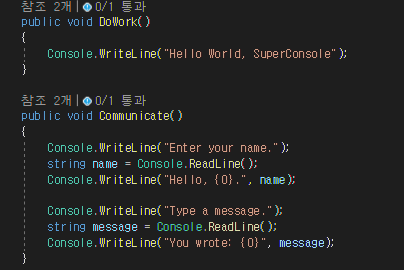 참조 2개 | 0/1 통과
public void DoWork()
{
Console.WriteLine("Hello World, SuperConsole");
}
참조 2개 | 0/1 통과
public void Communicate()
{
Console.WriteLine("Enter your name.");
string name = Console.ReadLine();
Console.WriteLine("Hello, {0}.", name);
Console.WriteLine("Type a message.");
string message = Console.ReadLine();
Console.WriteLine("You wrote: {0}", message);
}